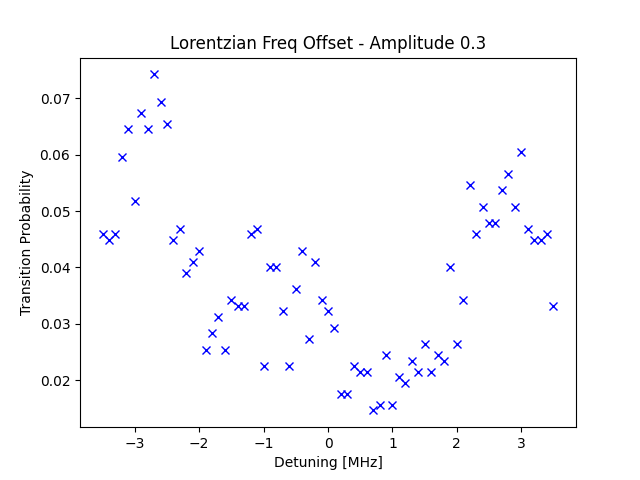 Lorentzian Freq Offset - Amplitude 0.3
Transition Probability
0.07
0.06
0.05
0.04
0.03
0.02
−3 −2 −1 0 1 2 3
Detuning [MHz]